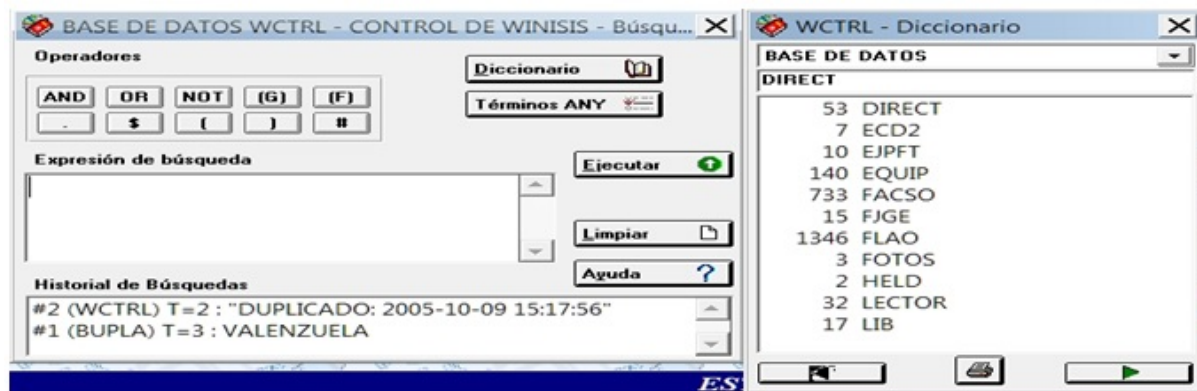 BASE DE DATOS WCTRL - CONTROL DE WINISIS - Búsqu...
Operadores
AND OR NOT (G) (F)
. $ ( ) #
Diccionario
Términos ANY
Expresión de búsqueda
Ejecutar
Limpiar
Ayuda
Historial de Búsquedas
#2 (WCTRL) T=2 : "DUPLICADO: 2005-10-09 15:17:56"
#1 (BUPLA) T=3 : VALENZUELA
ES
WCTRL - Diccionario
BASE DE DATOS
DIRECT
53 DIRECT
7 ECD2
10 EJPFT
140 EQUIP
733 FACSO
15 FJGE
1346 FLAO
3 FOTOS
2 HELD
32 LECTOR
17 LIB